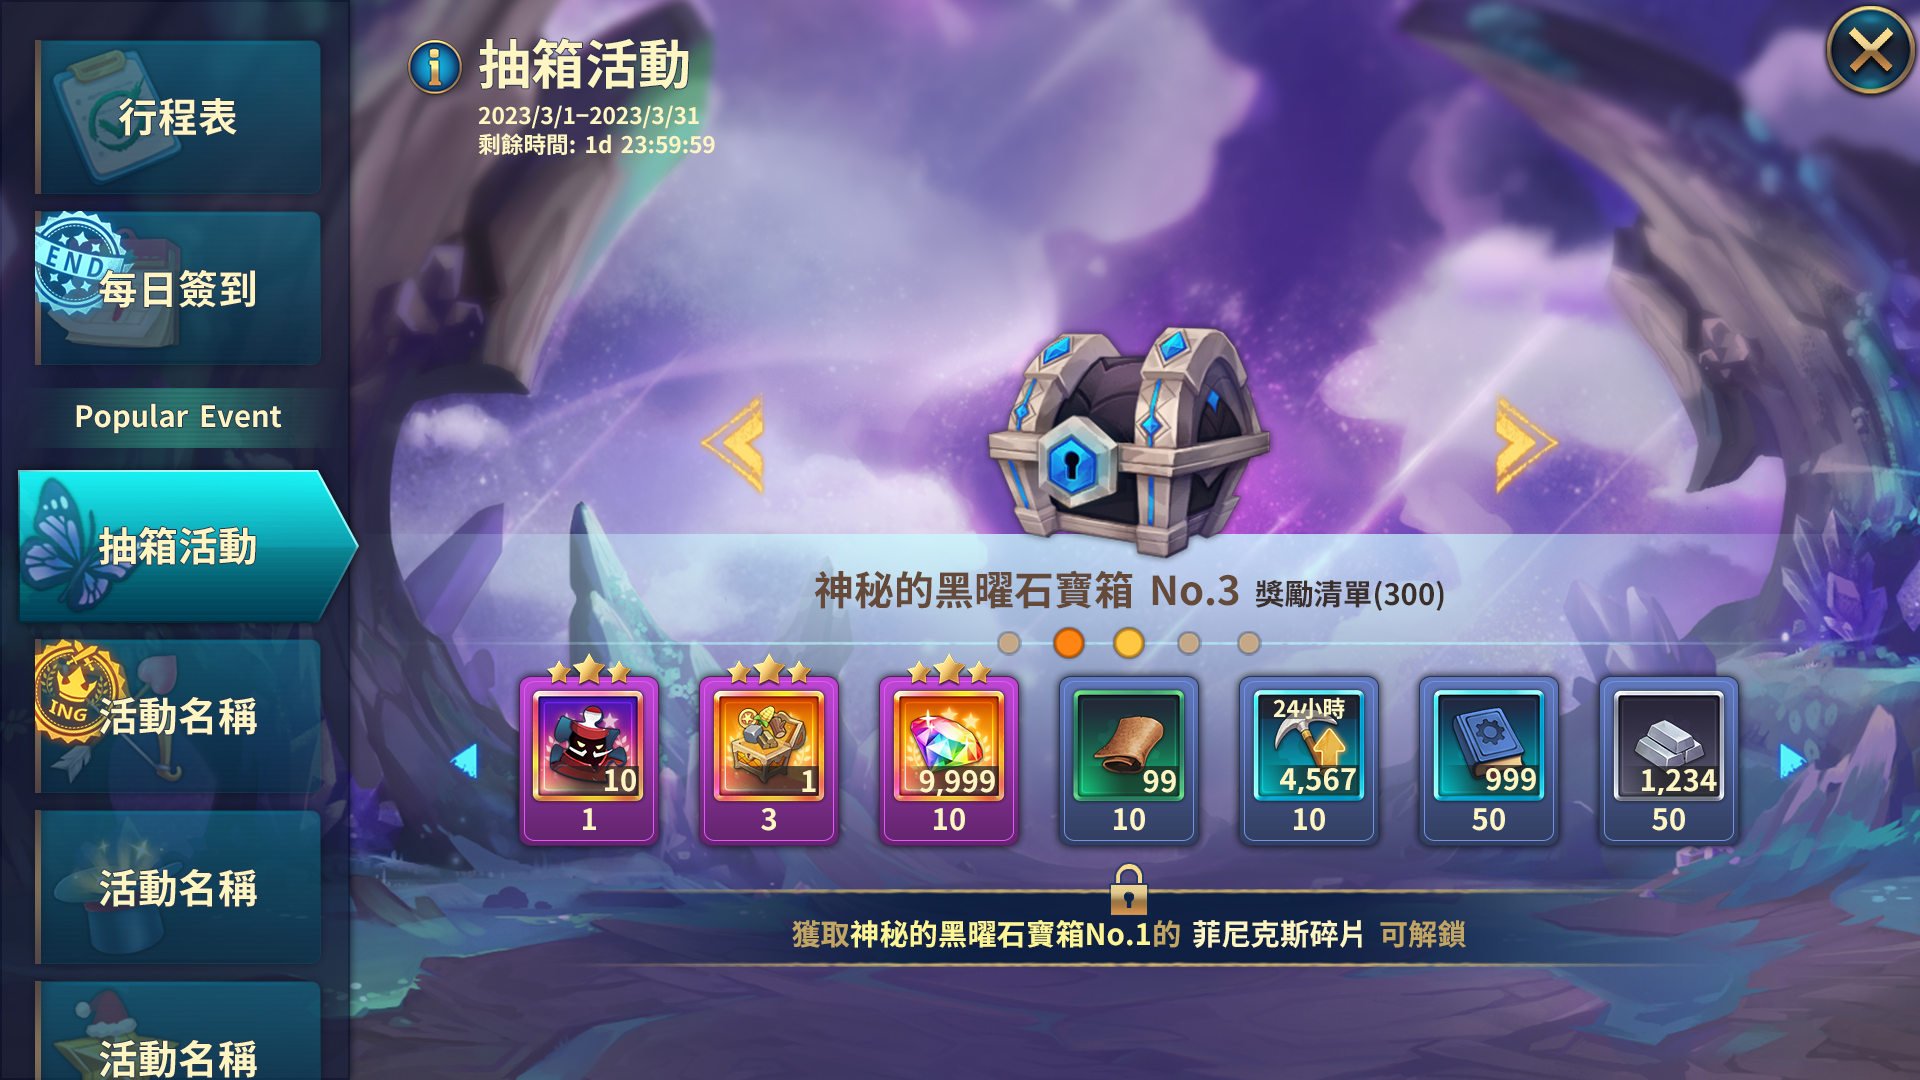 行程表
END
每日簽到
Popular Event
抽箱活動
ING
活動名稱
活動名稱
活動名稱
抽箱活動
2023/3/1–2023/3/31
剩餘時間: 1d 23:59:59
神秘的黑曜石寶箱 No.3 獎勵清單(300)
10
1
1
3
9,999
10
99
10
24小時
4,567
10
999
50
1,234
50
獲取神秘的黑曜石寶箱No.1的 菲尼克斯碎片 可解鎖